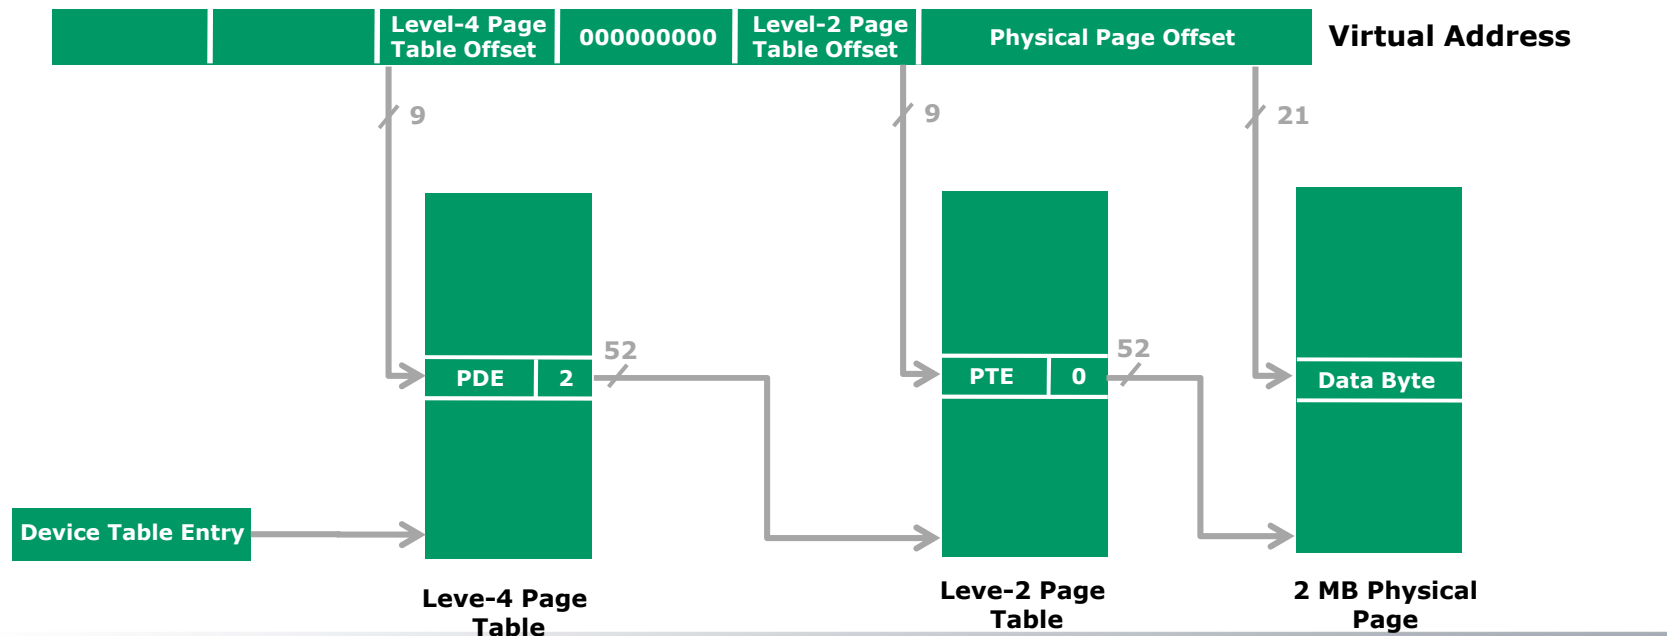 Level-4 Page
Table Offset
000000000
Level-2 Page
Table Offset
Physical Page Offset
Virtual Address
9
9
21
52
52
PDE
2
PTE
0
Data Byte
Device Table Entry
Leve-4 Page
Table
Leve-2 Page
Table
2 MB Physical
Page